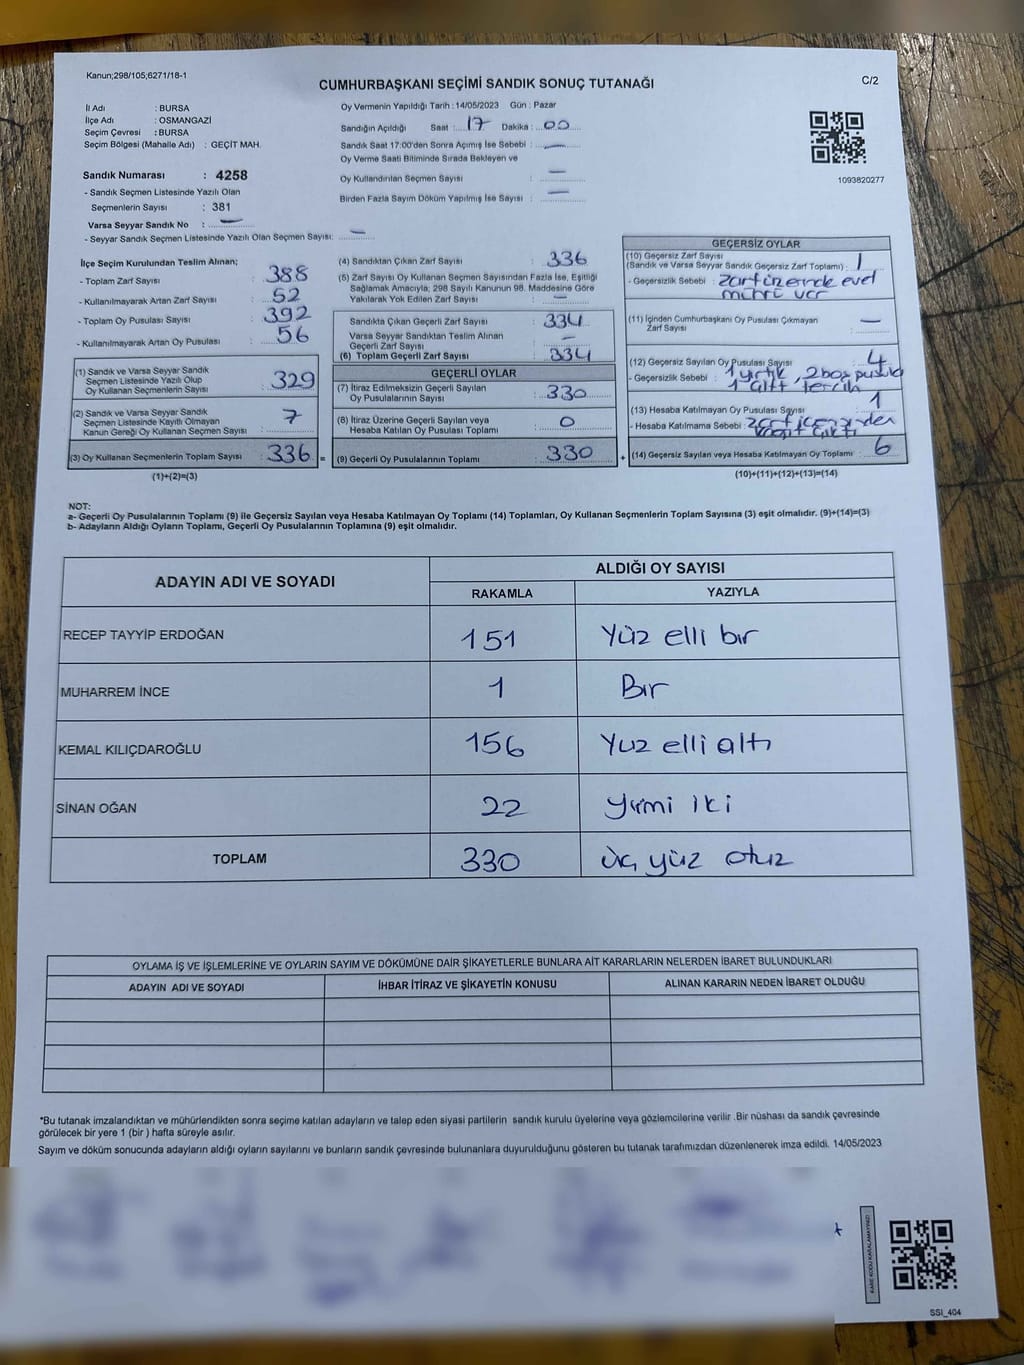 Kanun;298/105;6271/18-1
CUMHURBAŞKANI SEÇİMİ SANDIK SONUÇ TUTANAĞI
C/2
İl Adı : BURSA
İlçe Adı : OSMANGAZİ
Seçim Çevresi : BURSA
Seçim Bölgesi (Mahalle Adı) : GEÇİT MAH.
Sandık Numarası : 4258
- Sandık Seçmen Listesinde Yazılı Olan
Seçmenlerin Sayısı : 381
Varsa Seyyar Sandık No : —
- Seyyar Sandık Seçmen Listesinde Yazılı Olan Seçmen Sayısı: —
Oy Vermenin Yapıldığı Tarih : 14/05/2023 Gün : Pazar
Sandığın Açıldığı Saat : 17 Dakika : 00
Sandık Saat 17:00'den Sonra Açımış İse Sebebi : —
Oy Verme Saati Bitiminde Sırada Bekleyen ve
Oy Kullandırılan Seçmen Sayısı : —
Birden Fazla Sayım Döküm Yapılmış İse Sayısı : —
1093820277
İlçe Seçim Kurulundan Teslim Alınan;
- Toplam Zarf Sayısı : 388
- Kullanılmayarak Artan Zarf Sayısı : 52
- Toplam Oy Pusulası Sayısı : 392
- Kullanılmayarak Artan Oy Pusulası : 56
(1) Sandık ve Varsa Seyyar Sandık
Seçmen Listesinde Yazılı Olup
Oy Kullanan Seçmenlerin Sayısı : 329
(2) Sandık ve Varsa Seyyar Sandık
Seçmen Listesinde Kayıtlı Olmayan
Kanun Gereği Oy Kullanan Seçmen Sayısı : 7
(3) Oy Kullanan Seçmenlerin Toplam Sayısı : 336 =
(1)+(2)=(3)
(4) Sandıktan Çıkan Zarf Sayısı : 336
(5) Zarf Sayısı Oy Kullanan Seçmen Sayısından Fazla İse, Eşitliği
Sağlamak Amacıyla; 298 Sayılı Kanunun 98. Maddesine Göre
Yakılarak Yok Edilen Zarf Sayısı : —
Sandıkta Çıkan Geçerli Zarf Sayısı : 334
Varsa Seyyar Sandıktan Teslim Alınan
Geçerli Zarf Sayısı : —
(6) Toplam Geçerli Zarf Sayısı : 334
GEÇERLİ OYLAR
(7) İtiraz Edilmeksizin Geçerli Sayılan
Oy Pusulalarının Sayısı : 330
(8) İtiraz Üzerine Geçerli Sayılan veya
Hesaba Katılan Oy Pusulalarının Toplamı : 0
(9) Geçerli Oy Pusulalarının Toplamı : 330 +
GEÇERSİZ OYLAR
(10) Geçersiz Zarf Sayısı
(Sandık ve Varsa Seyyar Sandık Geçersiz Zarf Toplamı) : 1
- Geçersizlik Sebebi : zarf üzerinde evet
mührü var
(11) İçinden Cumhurbaşkanı Oy Pusulası Çıkmayan
Zarf Sayısı : —
(12) Geçersiz Sayılan Oy Pusulası Sayısı : 4
- Geçersizlik Sebebi : 1 yırtık, 2 boş pusula
1 çift tercih
(13) Hesaba Katılmayan Oy Pusulası Sayısı : 1
- Hesaba Katılmama Sebebi : zarf içerisinden
kağıt çıktı
(14) Geçersiz Sayılan veya Hesaba Katılmayan Oy Toplamı : 6
(10)+(11)+(12)+(13)=(14)
NOT:
a- Geçerli Oy Pusulalarının Toplamı (9) ile Geçersiz Sayılan veya Hesaba Katılmayan Oy Toplamı (14) Toplamları, Oy Kullanan Seçmenlerin Toplam Sayısına (3) eşit olmalıdır. (9)+(14)=(3)
b- Adayların Aldığı Oyların Toplamı, Geçerli Oy Pusulalarının Toplamına (9) eşit olmalıdır.
ADAYIN ADI VE SOYADI
ALDIĞI OY SAYISI
RAKAMLA YAZIYLA
RECEP TAYYİP ERDOĞAN 151 Yüz elli bir
MUHARREM İNCE 1 Bir
KEMAL KILIÇDAROĞLU 156 Yuz elli altı
SİNAN OĞAN 22 yirmi iki
TOPLAM 330 üç yüz otuz
OYLAMA İŞ VE İŞLEMLERİNE VE OYLARIN SAYIM VE DÖKÜMÜNE DAİR ŞİKAYETLERLE BUNLARA AİT KARARLARIN NELERDEN İBARET BULUNDUKLARI
ADAYIN ADI VE SOYADI İHBAR İTİRAZ VE ŞİKAYETİN KONUSU ALINAN KARARIN NEDEN İBARET OLDUĞU
*Bu tutanak imzalandıktan ve mühürlendikten sonra seçime katılan adayların ve talep eden siyasi partilerin sandık kurulu üyelerine veya gözlemcilerine verilir .Bir nüshası da sandık çevresinde
görülecek bir yere 1 (bir ) hafta süreyle asılır.
Sayım ve döküm sonucunda adayların aldığı oyların sayılarını ve bunların sandık çevresinde bulunanlara duyurulduğunu gösteren bu tutanak tarafımızdan düzenlenerek imza edildi. 14/05/2023
KARE KODU KARALAMAYINIZ!
SSI_404